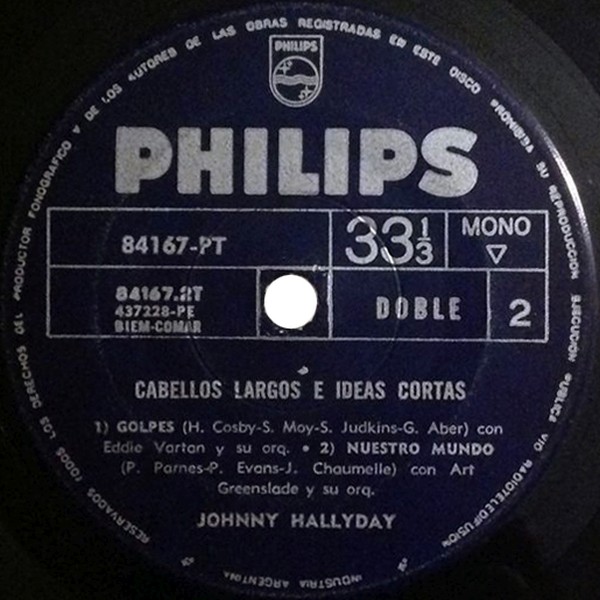 RESERVADOS TODOS LOS DERECHOS DEL PRODUCTOR FONOGRAFICO Y DE LOS AUTORES DE LAS OBRAS REGISTRADAS EN ESTE DISCO PROHIBIDA SU REPRODUCCION EJECUCION PUBLICA Y/O RADIOTELEDIFUSION
PHILIPS
PHILIPS
84167-PT
33 1/3
MONO
84167.2T
437228-PE
BIEM-COMAR
DOBLE
2
CABELLOS LARGOS E IDEAS CORTAS
1) GOLPES (H. Cosby-S. Moy-S. Judkins-G. Aber) con
Eddie Vartan y su orq. • 2) NUESTRO MUNDO
(P. Parnes-P. Evans-J. Chaumelle) con Art
Greenslade y su orq.
JOHNNY HALLYDAY
INDUSTRIA ARGENTINA